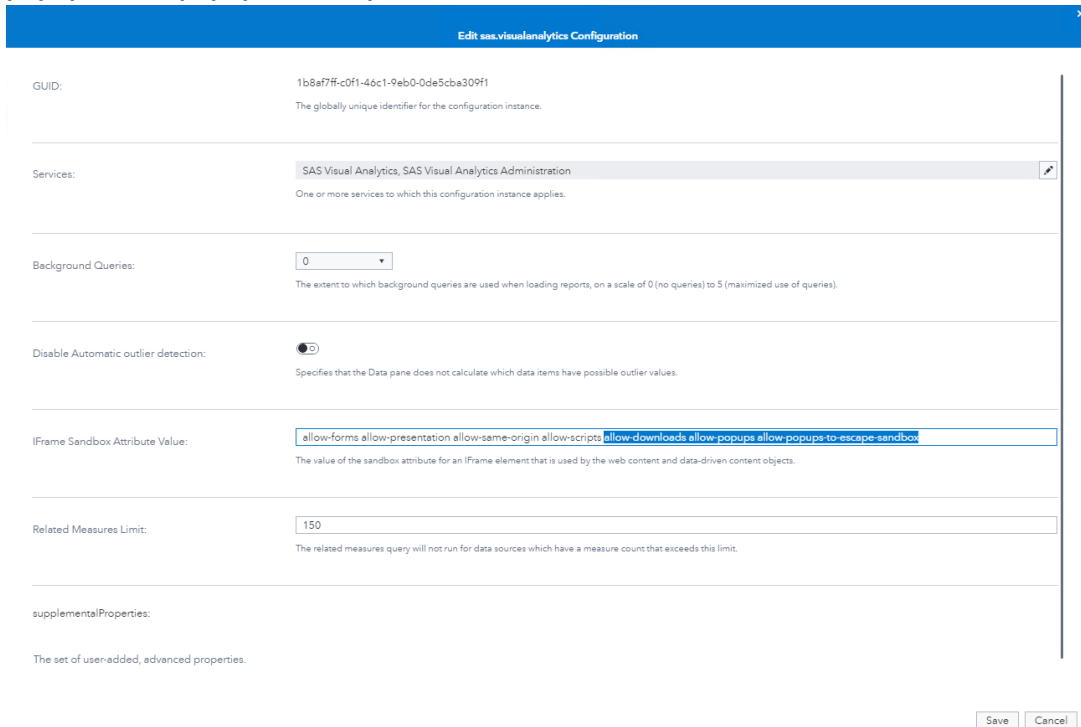 Edit sas.visualanalytics Configuration
GUID:
1b8af7ff-c0f1-46c1-9eb0-0de5cba309f1
The globally unique identifier for the configuration instance.
Services:
SAS Visual Analytics, SAS Visual Analytics Administration
One or more services to which this configuration instance applies.
Background Queries:
0
The extent to which background queries are used when loading reports, on a scale of 0 (no queries) to 5 (maximized use of queries).
Disable Automatic outlier detection:
Specifies that the Data pane does not calculate which data items have possible outlier values.
IFrame Sandbox Attribute Value:
allow-forms allow-presentation allow-same-origin allow-scripts allow-downloads allow-popups allow-popups-to-escape-sandbox
The value of the sandbox attribute for an IFrame element that is used by the web content and data-driven content objects.
Related Measures Limit:
150
The related measures query will not run for data sources which have a measure count that exceeds this limit.
supplementalProperties:
The set of user-added, advanced properties.
Save Cancel